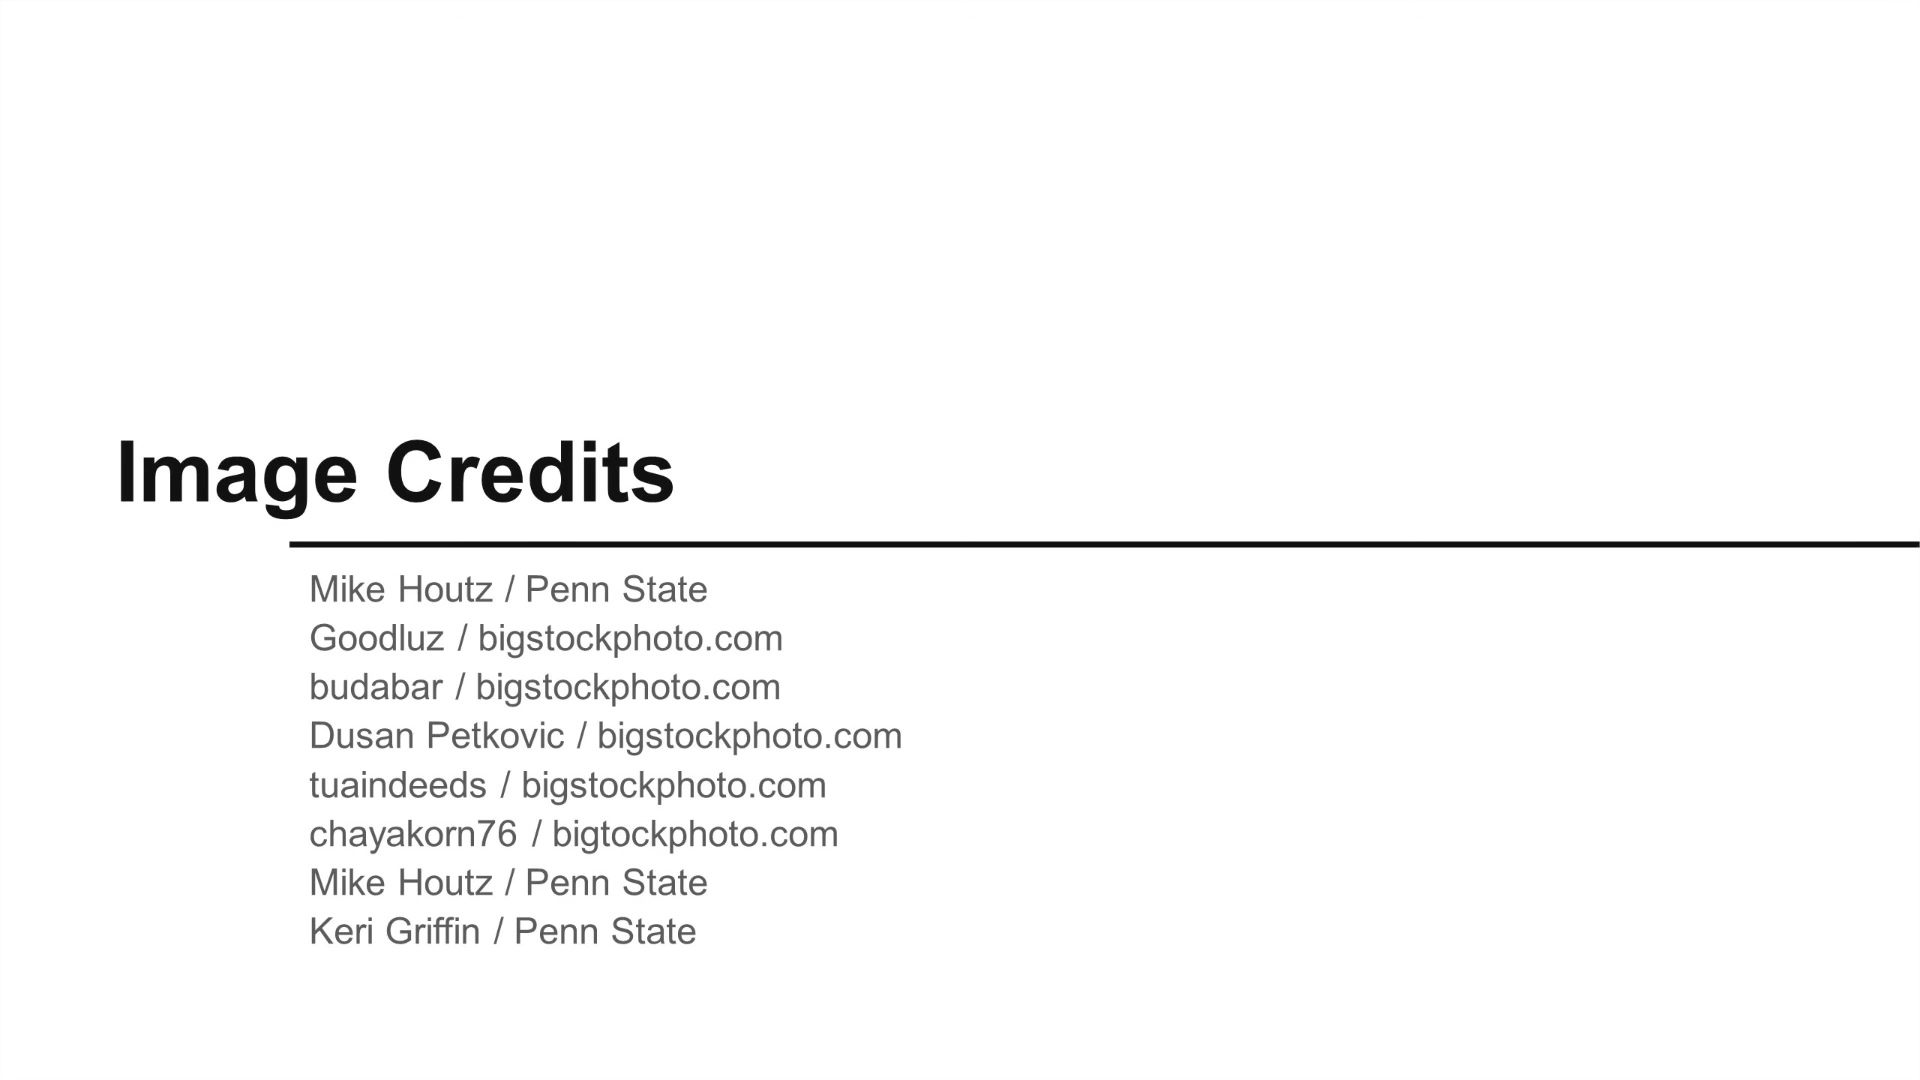 Image Credits
Mike Houtz / Penn State
Goodluz / bigstockphoto.com
budabar / bigstockphoto.com
Dusan Petkovic / bigstockphoto.com
tuaindeeds / bigstockphoto.com
chayakorn76 / bigtockphoto.com
Mike Houtz / Penn State
Keri Griffin / Penn State